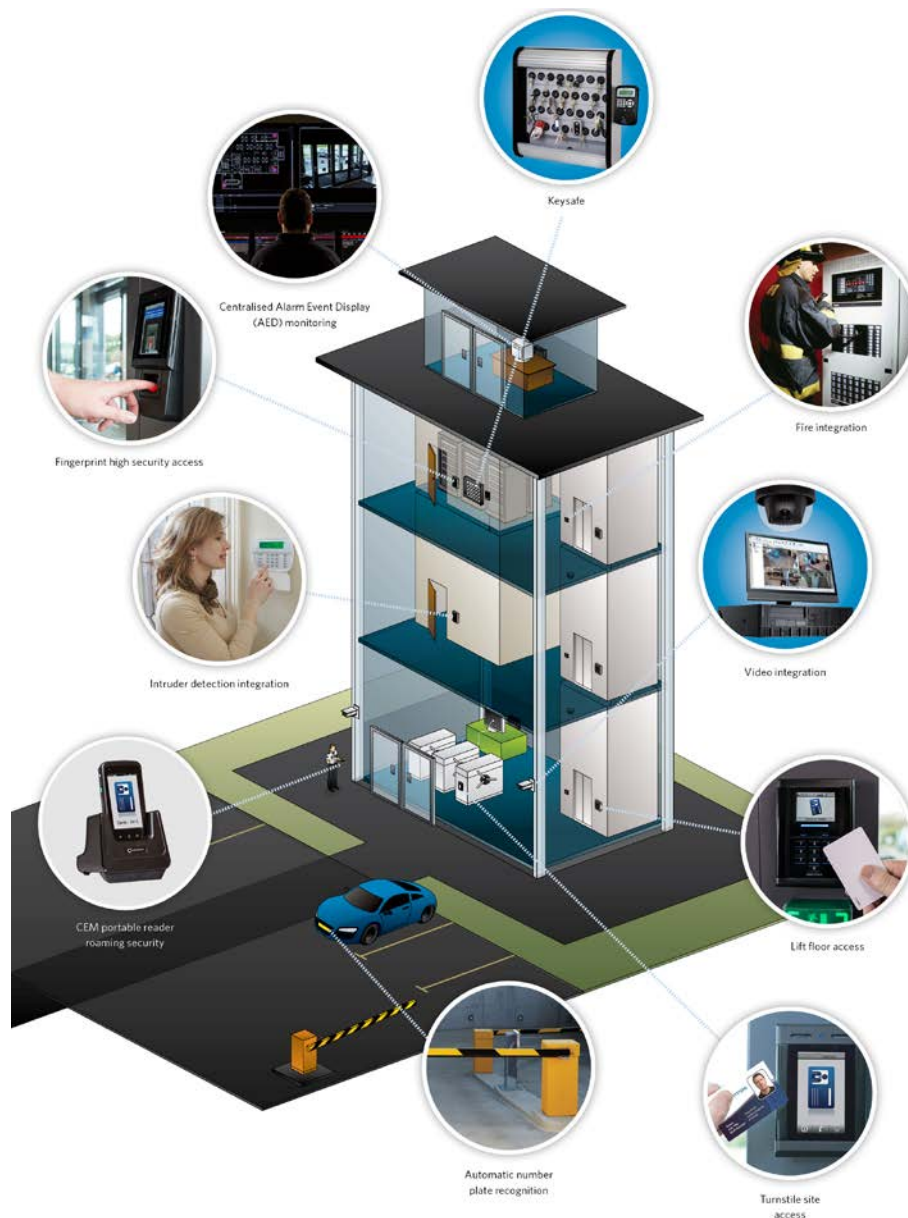 Keysafe
Centralised Alarm Event Display
(AED) monitoring
Fire integration
Fingerprint high security access
Video integration
Intruder detection integration
CEM portable reader
roaming security
Lift floor access
Automatic number
plate recognition
Turnstile site
access